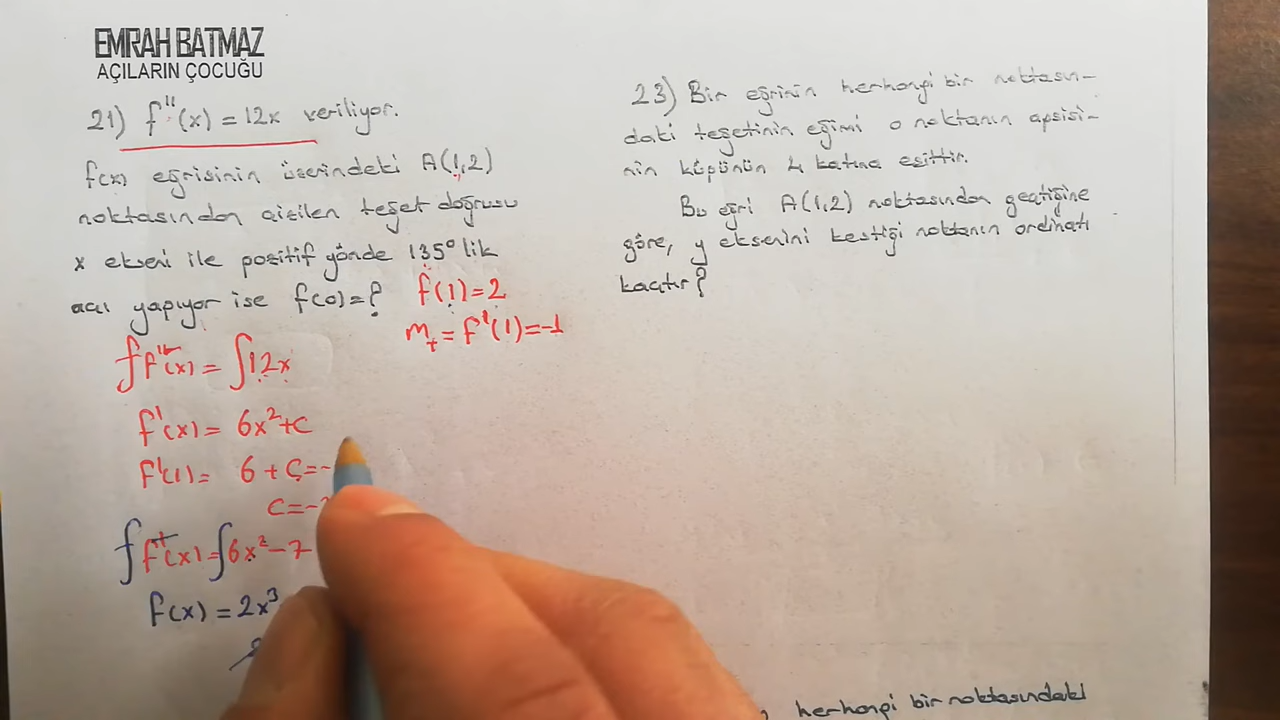 EMRAH BATMAZ
AÇILARIN ÇOCUĞU
21) f''(x) = 12x veriliyor.
f(x) eğrisinin üzerindeki A(1,2)
noktasından çizilen teğet doğrusu
x ekseni ile pozitif yönde 135° lik
açı yapıyor ise f(0)=?
f(1)=2
m_t = f'(1)=-1
∫f''(x) = ∫12x
f'(x) = 6x²+c
f'(1) = 6 + c = -
c = -
∫f'(x) = ∫6x² - 7
f(x) = 2x³
23) Bir eğrinin herhangi bir noktasın-
daki teğetinin eğimi o noktanın apsisi-
nin küpünün 4 katına eşittir.
Bu eğri A(1,2) noktasından geçtiğine
göre, y eksenini kestiği noktanın ordinatı
kaçtır?
herhangi bir noktasındaki